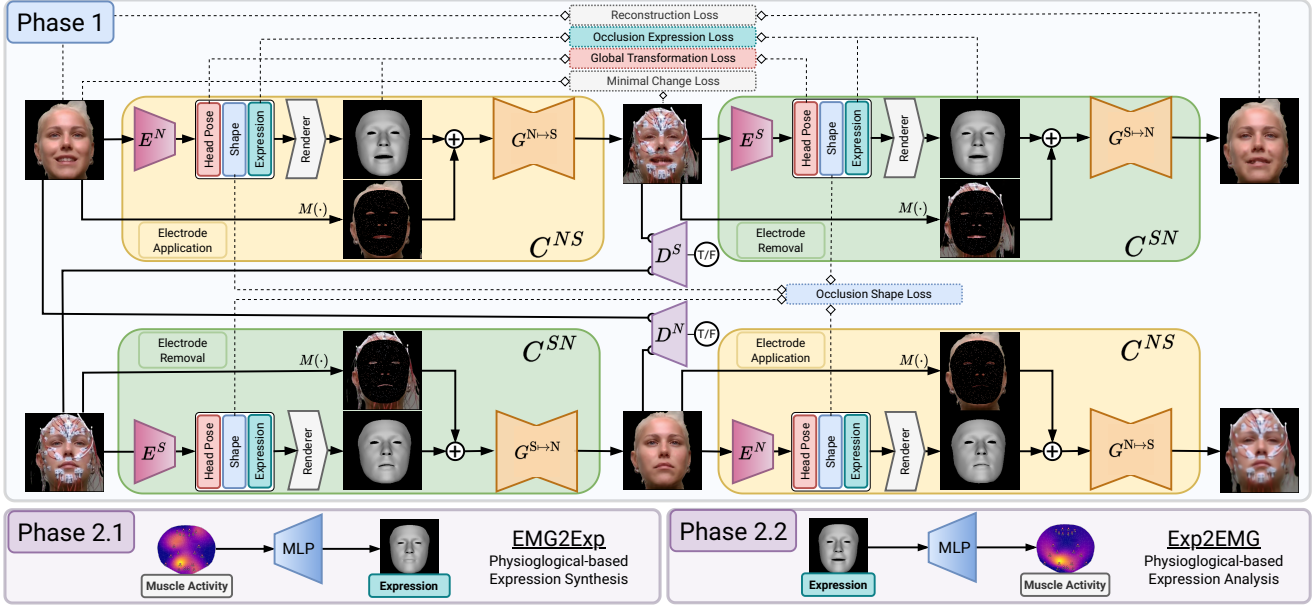 Phase 1
Reconstruction Loss
Occlusion Expression Loss
Global Transformation Loss
Minimal Change Loss
E^N
Head Pose
Shape
Expression
Renderer
G^{N↦S}
M(·)
Electrode
Application
C^{NS}
E^S
Head Pose
Shape
Expression
Renderer
G^{S↦N}
M(·)
Electrode
Removal
C^{SN}
D^S
T/F
Occlusion Shape Loss
D^N
T/F
Electrode
Removal
C^{SN}
M(·)
E^S
Head Pose
Shape
Expression
Renderer
G^{S↦N}
Electrode
Application
C^{NS}
M(·)
E^N
Head Pose
Shape
Expression
Renderer
G^{N↦S}
Phase 2.1
Muscle Activity
MLP
Expression
EMG2Exp
Physioglogical-based
Expression Synthesis
Phase 2.2
Expression
MLP
Muscle Activity
Exp2EMG
Physioglogical-based
Expression Analysis